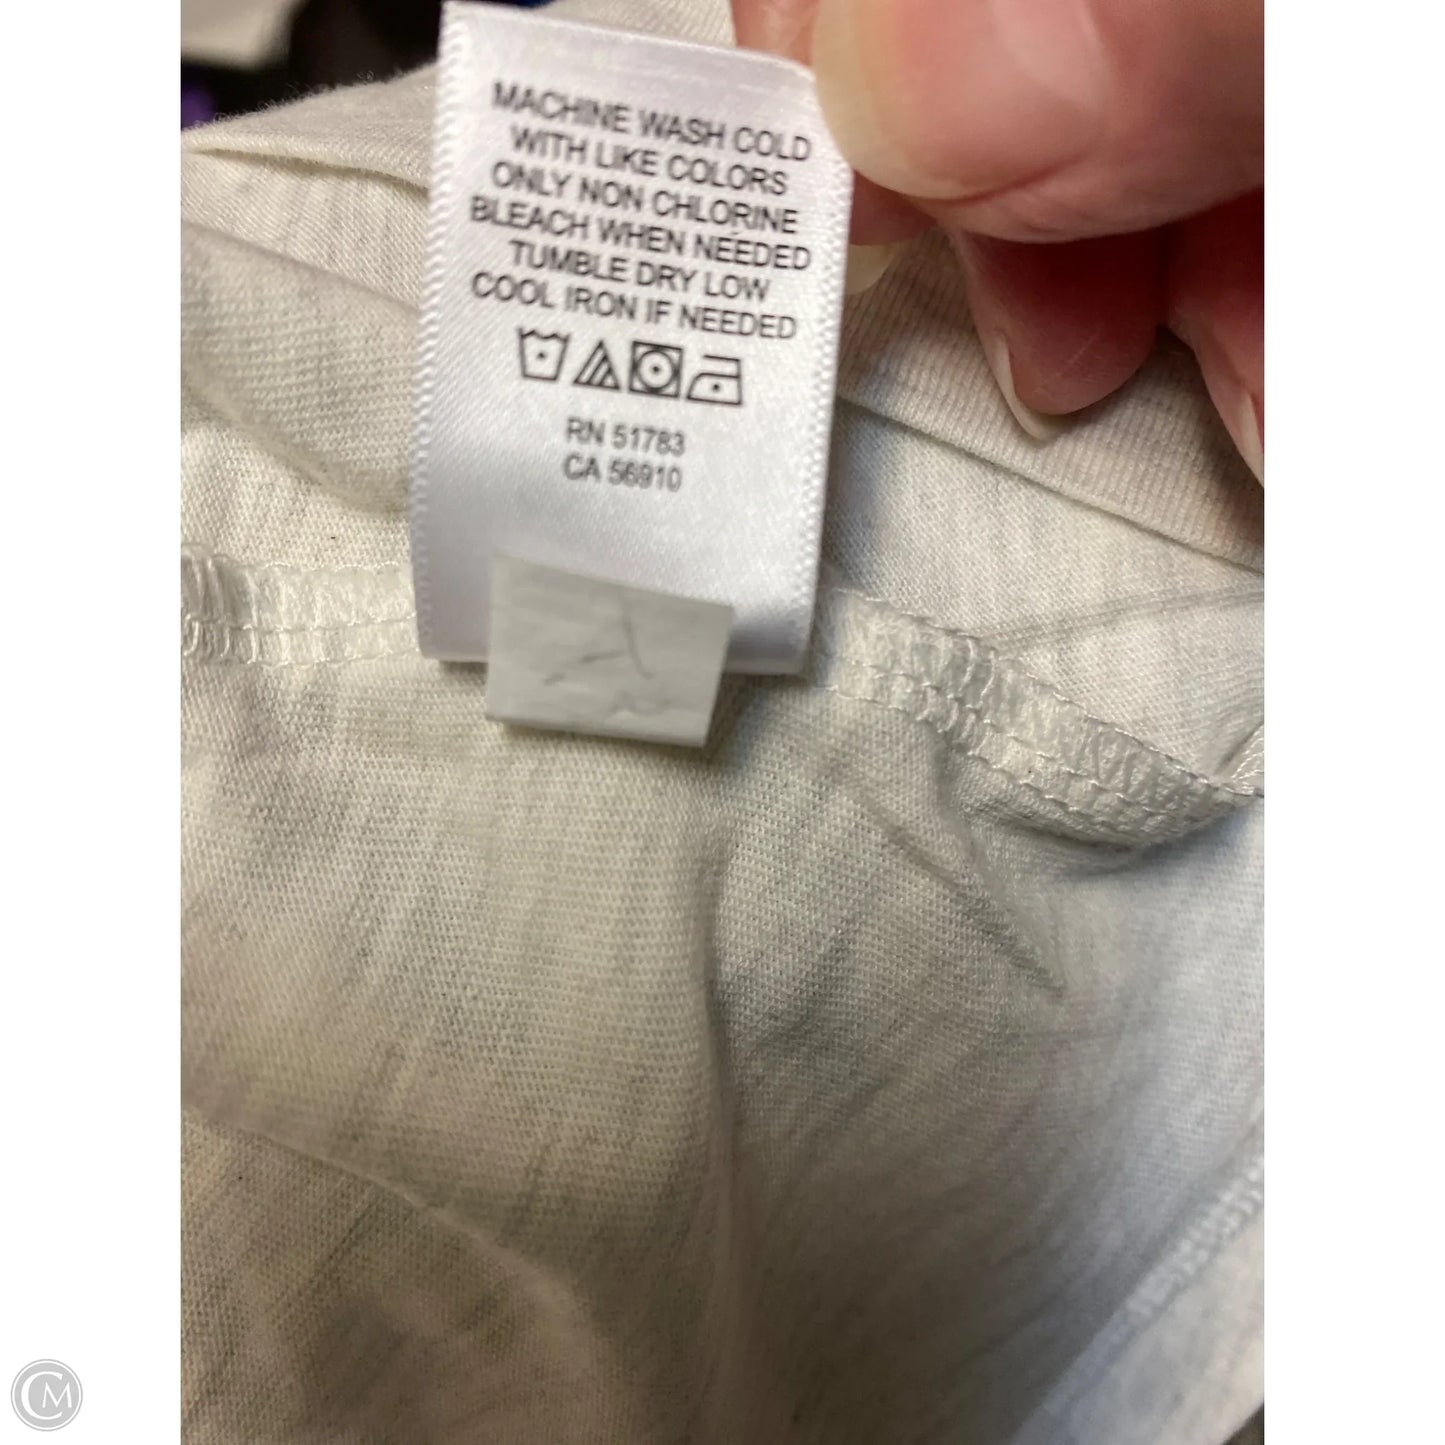 MACHINE WASH COLD
WITH LIKE COLORS
ONLY NON CHLORINE
BLEACH WHEN NEEDED
TUMBLE DRY LOW
COOL IRON IF NEEDED
RN 51783
CA 56910
CM